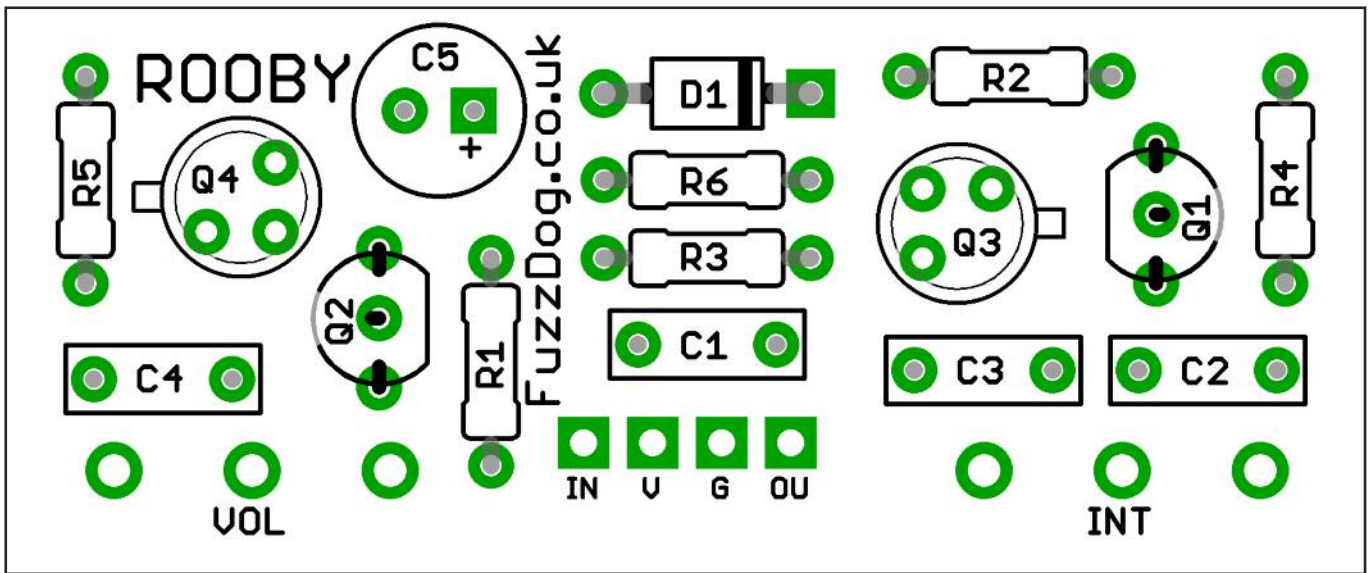 ROOBY
C5
+
FuzzDog.co.uk
D1
R2
R5
Q4
R6
Q1
R4
R3
Q3
Q2
R1
C1
C4
C3
C2
IN V G OU
VOL
INT